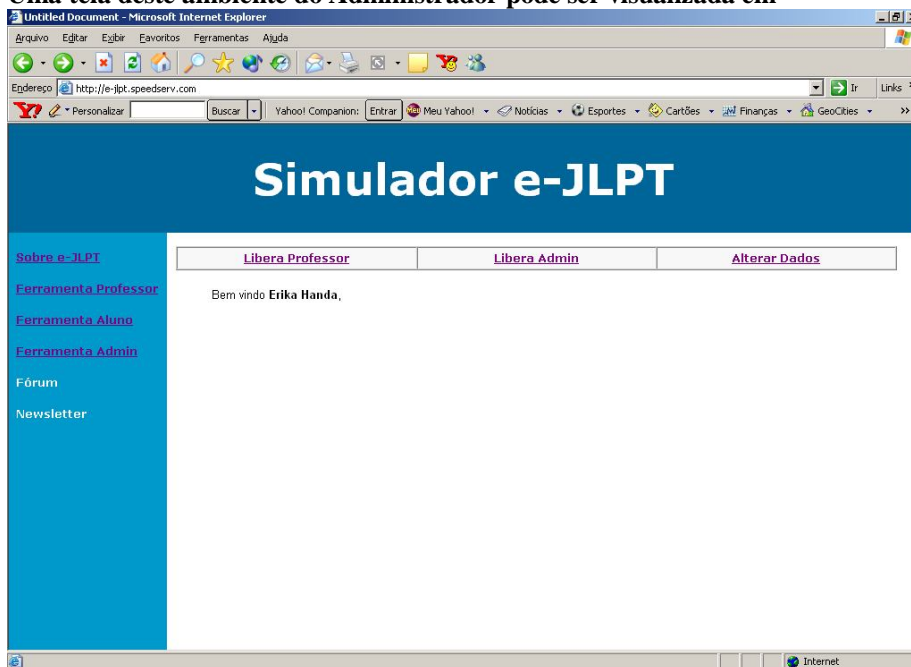 Uma tela deste ambiente do Administrador pode ser visualizada em
Untitled Document - Microsoft Internet Explorer
Arquivo Editar Exibir Favoritos Ferramentas Ajuda
Endereço http://e-jlpt.speedserv.com Ir Links
Y! Personalizar Buscar Yahoo! Companion: Entrar Meu Yahoo! Notícias Esportes Cartões Finanças GeoCities »
Simulador e-JLPT
Sobre e-JLPT
Ferramenta Professor
Ferramenta Aluno
Ferramenta Admin
Fórum
Newsletter
Libera Professor Libera Admin Alterar Dados
Bem vindo Erika Handa,
Internet